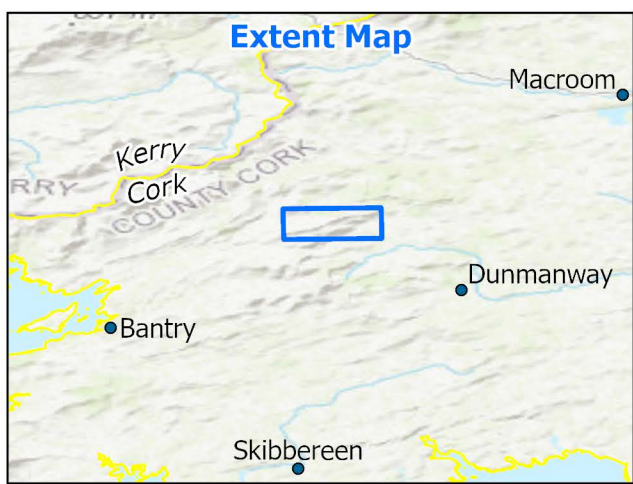 Extent Map
Macroom
Kerry
RRY
Cork
COUNTY CORK
Dunmanway
Bantry
Skibbereen